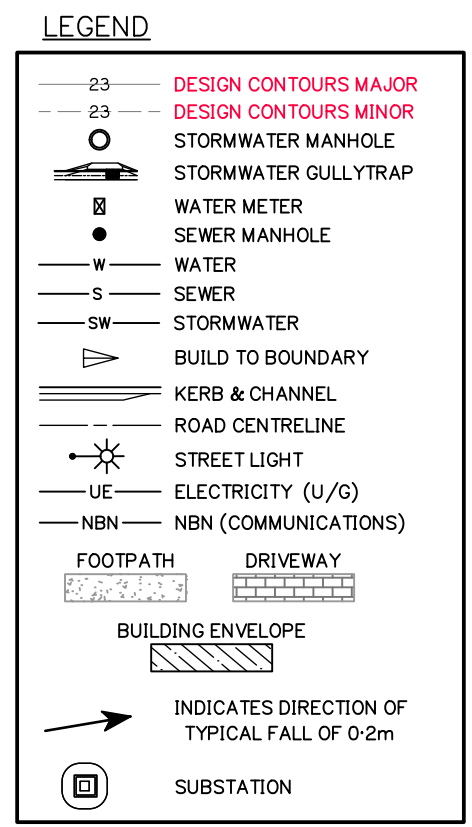 LEGEND
23 DESIGN CONTOURS MAJOR
23 DESIGN CONTOURS MINOR
STORMWATER MANHOLE
STORMWATER GULLYTRAP
WATER METER
SEWER MANHOLE
W WATER
S SEWER
SW STORMWATER
BUILD TO BOUNDARY
KERB & CHANNEL
ROAD CENTRELINE
STREET LIGHT
UE ELECTRICITY (U/G)
NBN NBN (COMMUNICATIONS)
FOOTPATH DRIVEWAY
BUILDING ENVELOPE
INDICATES DIRECTION OF
TYPICAL FALL OF 0·2m
SUBSTATION